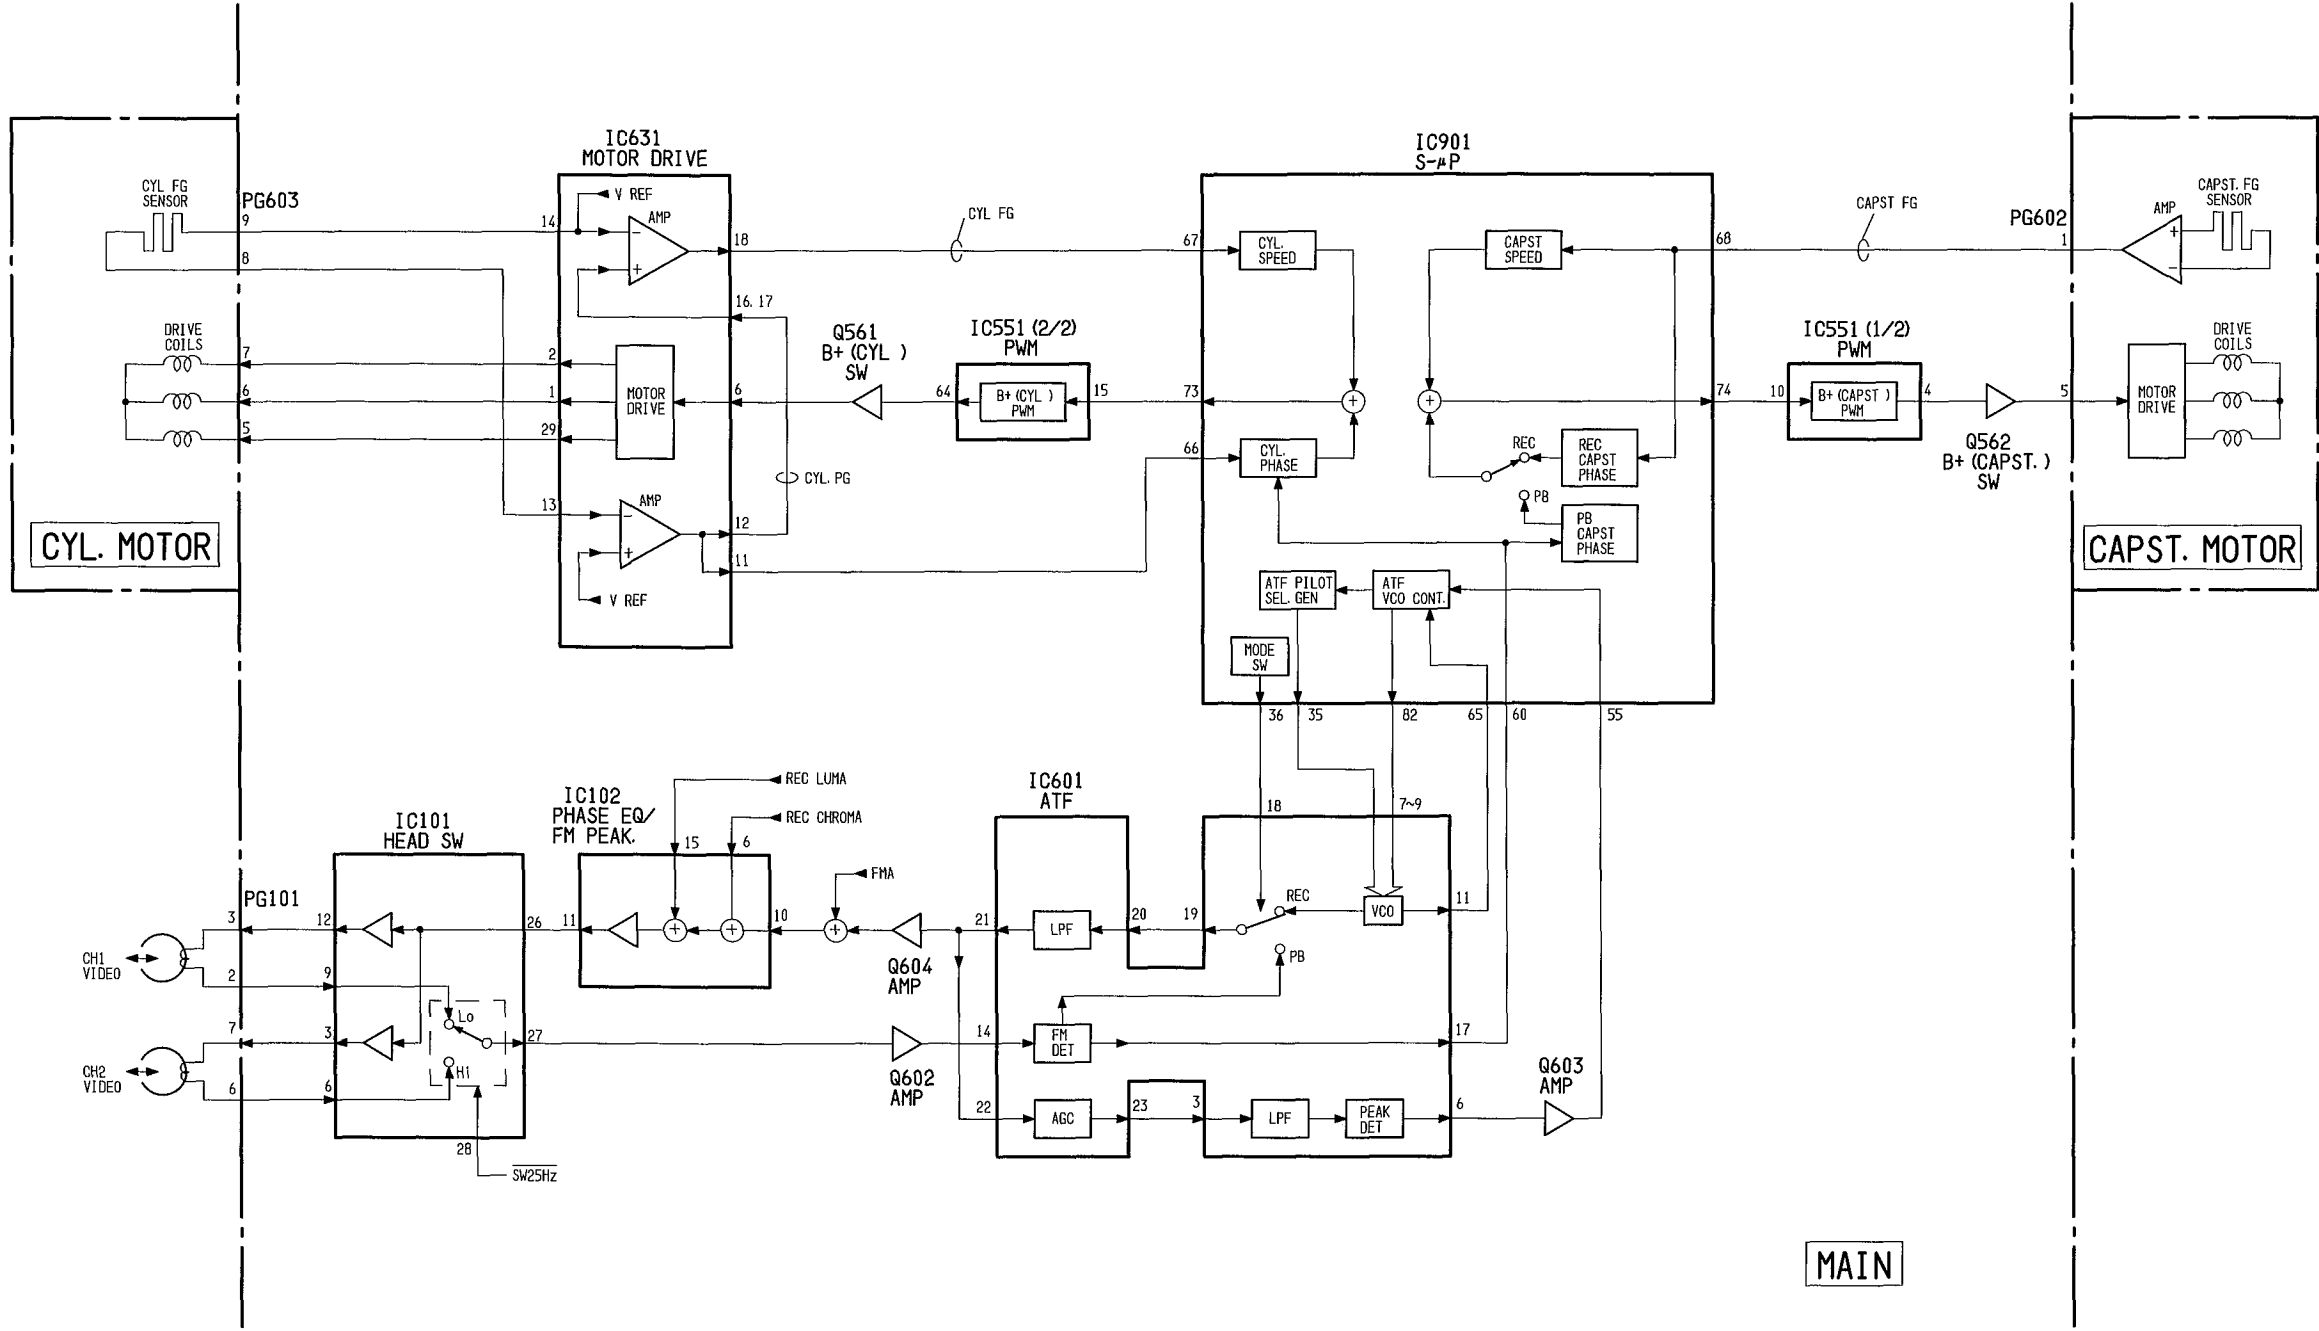 IC631
MOTOR DRIVE
IC901
S-μP
CYL FG
SENSOR
PG603
9
8
14
V REF
AMP
−
+
18
CYL FG
67
CYL.
SPEED
CAPST
SPEED
68
CAPST FG
PG602
1
AMP
+
−
CAPST. FG
SENSOR
16. 17
DRIVE
COILS
7
6
5
2
1
29
MOTOR
DRIVE
6
Q561
B+(CYL )
SW
64
IC551 (2/2)
PWM
B+(CYL )
PWM
15
73
+
+
74
IC551 (1/2)
PWM
10
B+(CAPST )
PWM
4
Q562
B+(CAPST. )
SW
5
MOTOR
DRIVE
DRIVE
COILS
CYL. PG
66
CYL.
PHASE
REC
REC
CAPST
PHASE
PB
PB
CAPST
PHASE
13
AMP
−
+
12
11
V REF
CYL. MOTOR
CAPST. MOTOR
ATF PILOT
SEL. GEN
ATF
VCO CONT.
MODE
SW
36
35
82
65
60
55
REC LUMA
REC CHROMA
IC101
HEAD SW
IC102
PHASE EQ/
FM PEAK.
15
6
FMA
IC601
ATF
18
7~9
PG101
CH1
VIDEO
3
2
12
9
26
11
+
+
10
+
Q604
AMP
21
LPF
20
19
REC
PB
VCO
11
CH2
VIDEO
7
6
3
6
Lo
Hi
27
28
SW25Hz
Q602
AMP
14
FM
DET
17
22
AGC
23
3
LPF
PEAK
DET
6
Q603
AMP
MAIN